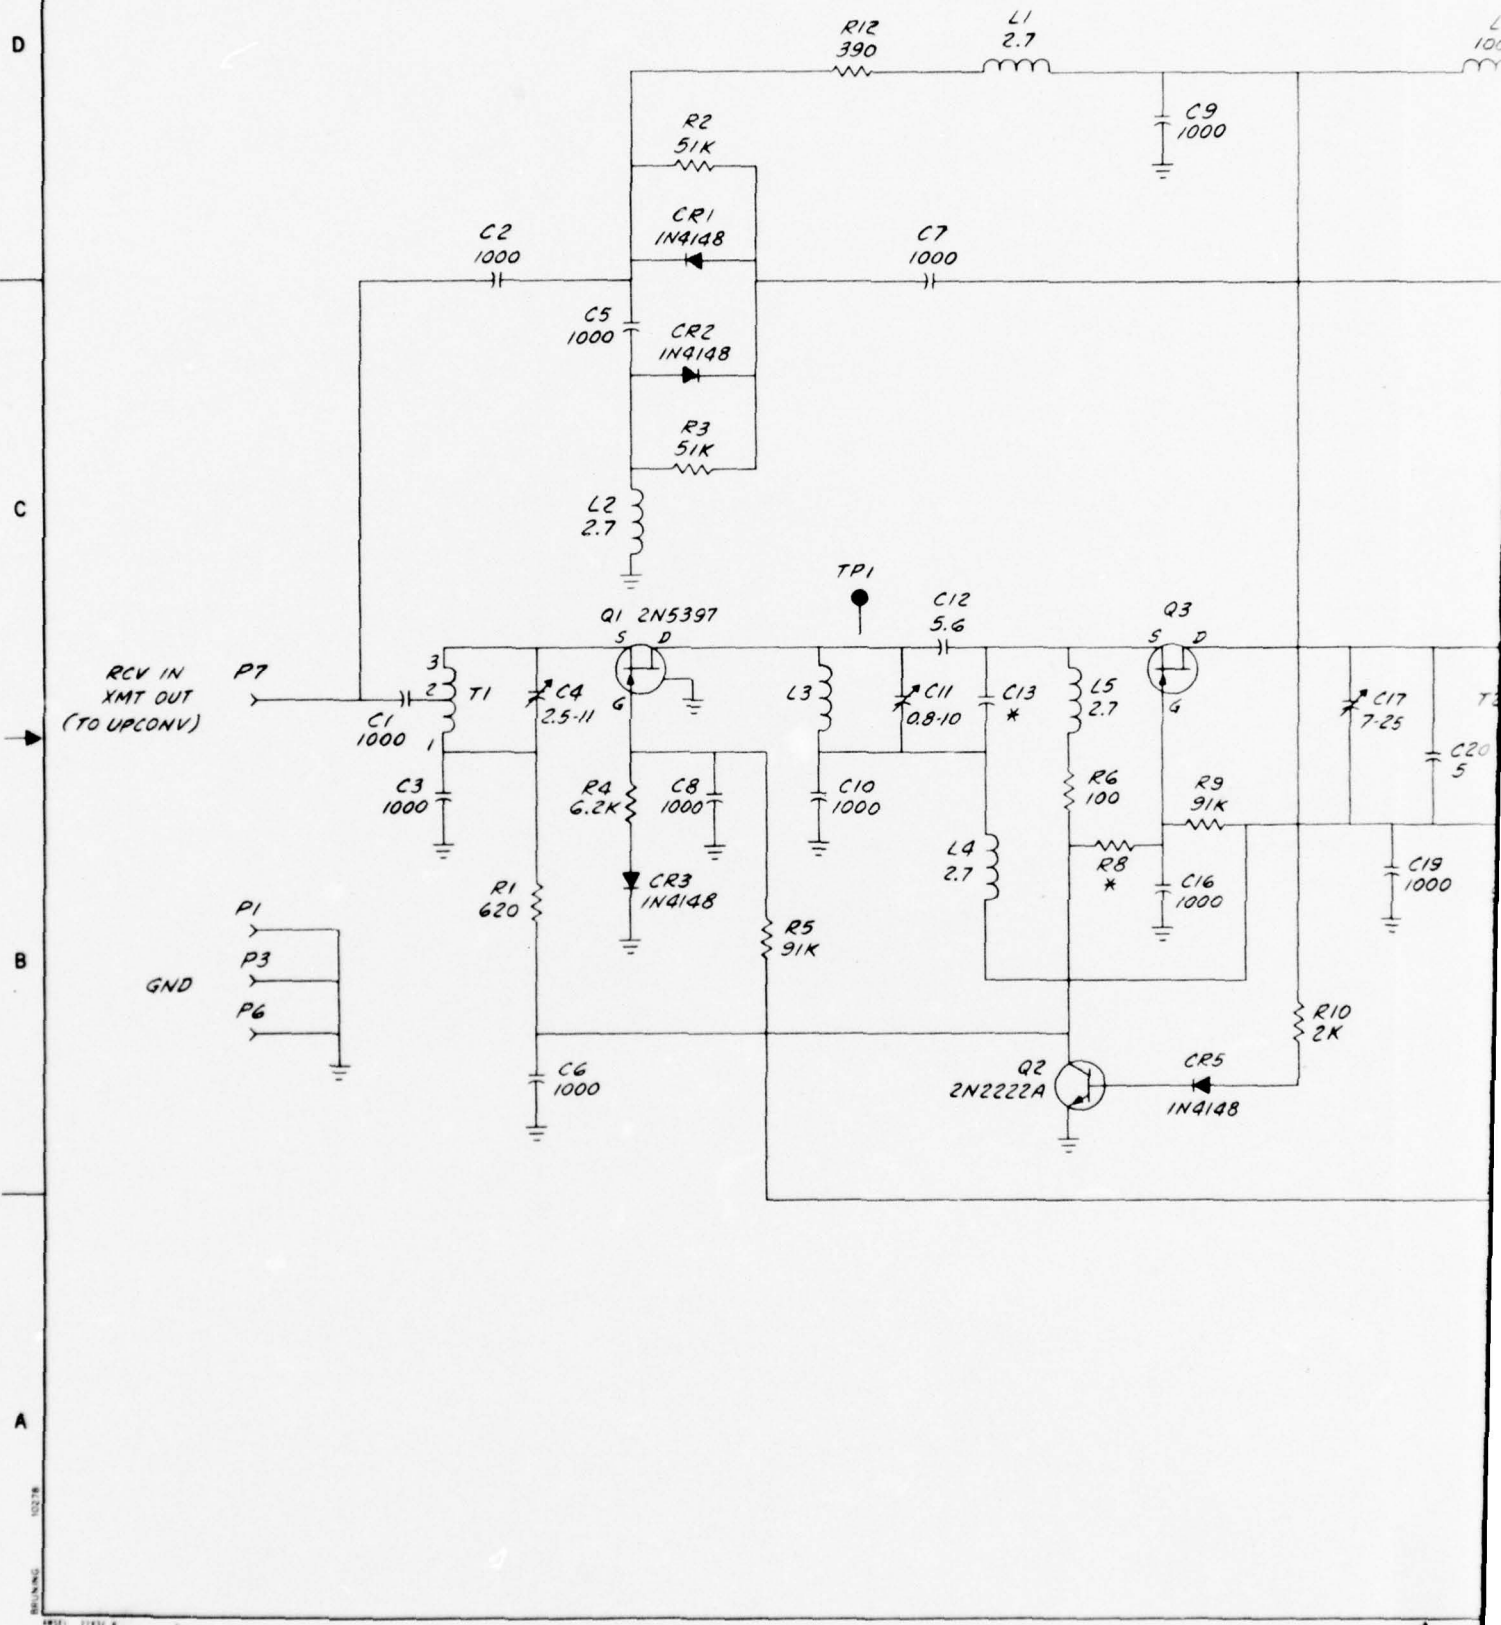 D
R12
390
L1
2.7
C9
1000
R2
51K
CR1
1N4148
C2
1000
C7
1000
C5
1000
CR2
1N4148
R3
51K
C
L2
2.7
TP1
Q1 2N5397
S D
G
C12
5.6
Q3
S D
G
RCV IN
XMT OUT
(TO UPCONV)
P7
3
2
1
T1
C1
1000
C4
2.5-11
L3
C11
0.8-10
C13
*
L5
2.7
C17
7-25
C20
5
C3
1000
R4
6.2K
C8
1000
C10
1000
R6
100
R9
91K
L4
2.7
R8
*
C16
1000
C19
1000
R1
620
CR3
1N4148
R5
91K
B
P1
P3
GND
P6
R10
2K
C6
1000
Q2
2N2222A
CR5
1N4148
A
BRUNING 10278